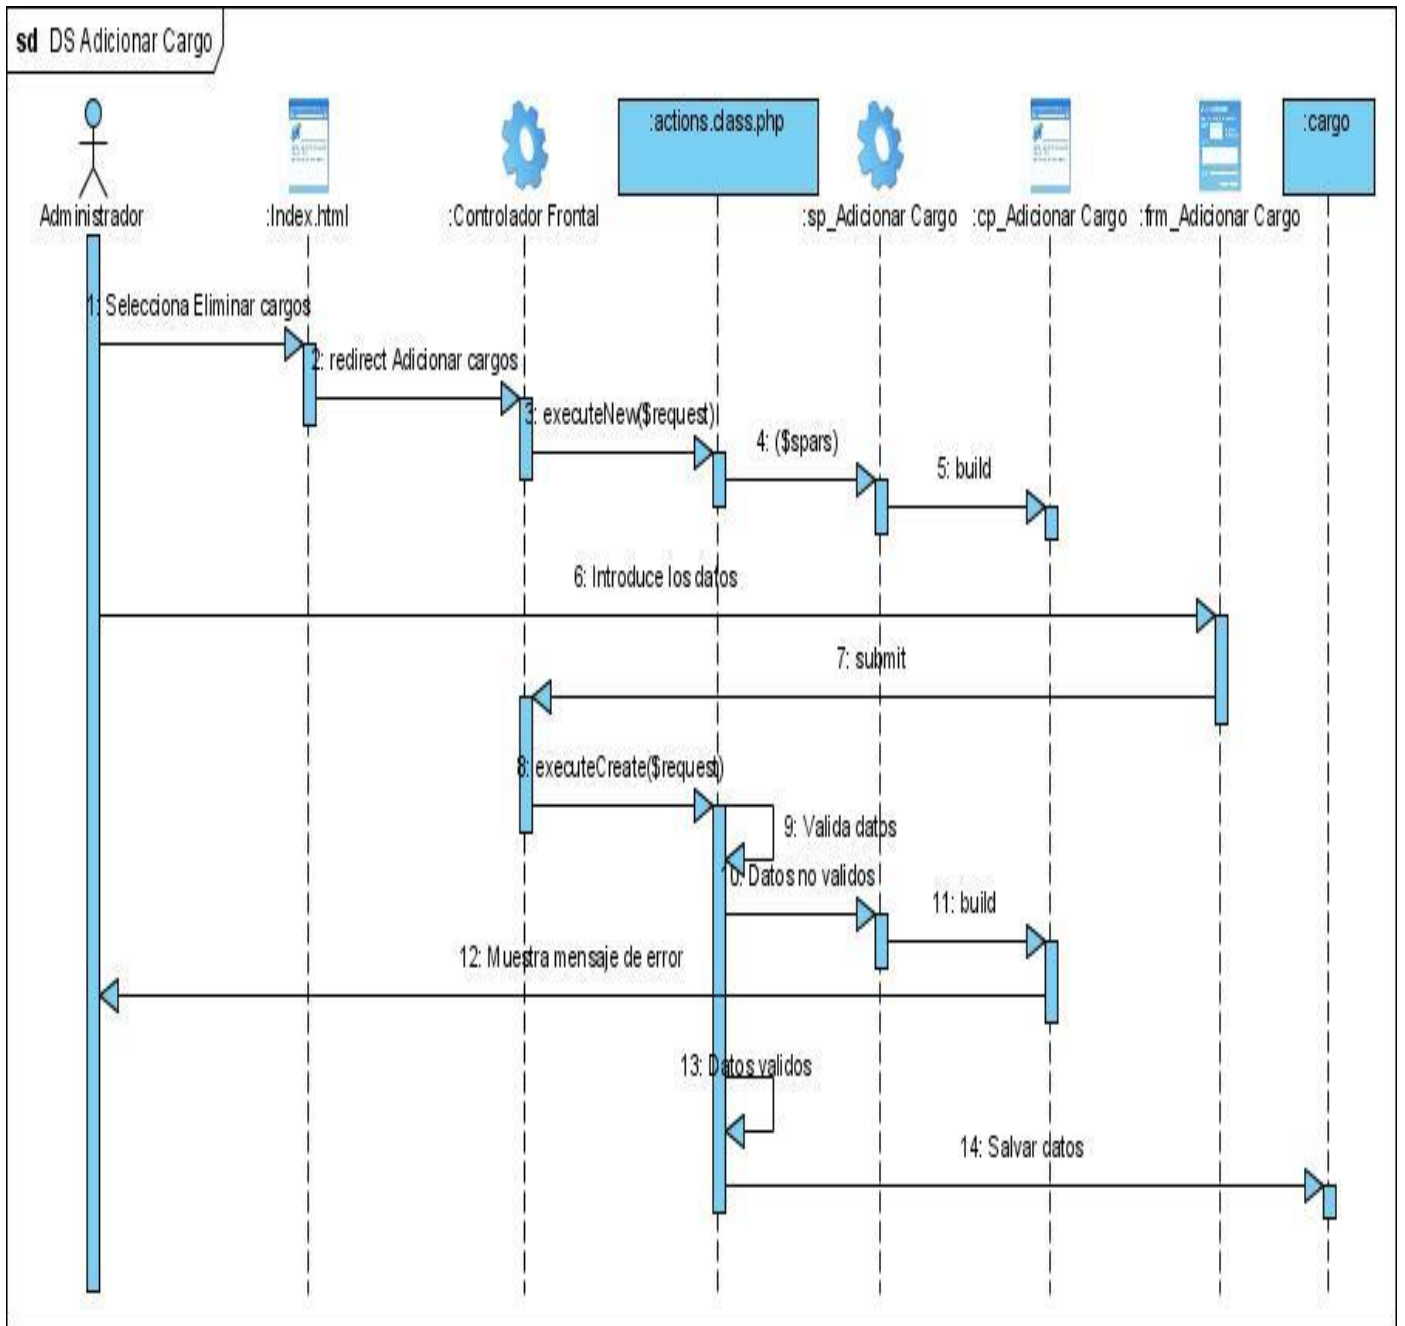 sd DS Adicionar Cargo
:actions.class.php
:cargo
Administrador
:Index.html
:Controlador Frontal
:sp_Adicionar Cargo
:cp_Adicionar Cargo
:frm_Adicionar Cargo
1: Selecciona Eliminar cargos
2: redirect Adicionar cargos
3: executeNew($request)
4: ($spars)
5: build
6: Introduce los datos
7: submit
8: executeCreate($request)
9: Valida datos
10: Datos no validos
11: build
12: Muestra mensaje de error
13: Datos validos
14: Salvar datos